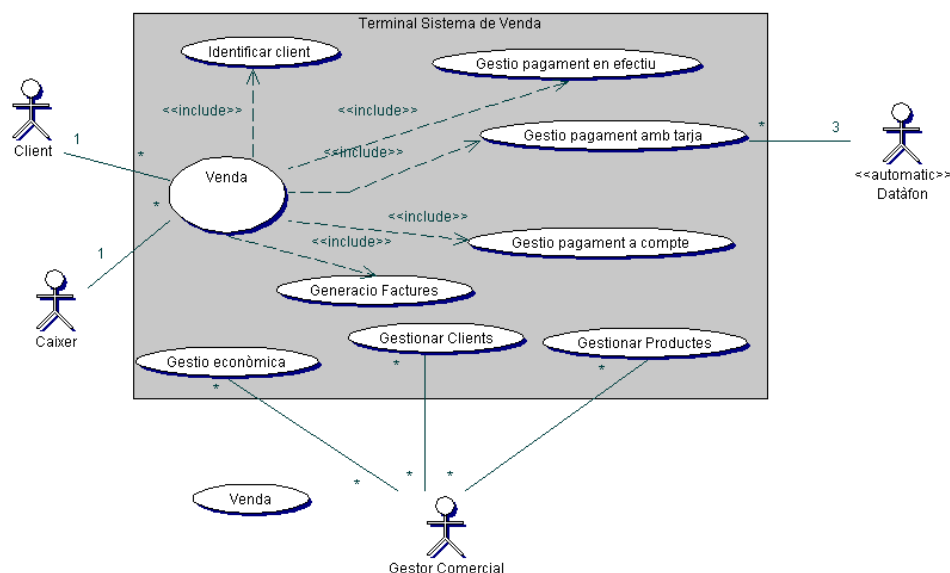 Terminal Sistema de Venda
Identificar client
Gestio pagament en efectiu
<<include>>
<<include>>
Client
1
*
Gestio pagament amb tarja
*
3
<<automatic>>
Datàfon
<<include>>
Venda
*
<<include>>
<<include>>
Gestio pagament a compte
1
Caixer
Generacio Factures
Gestionar Clients
Gestionar Productes
Gestio econòmica
*
*
*
*
*
*
Venda
Gestor Comercial